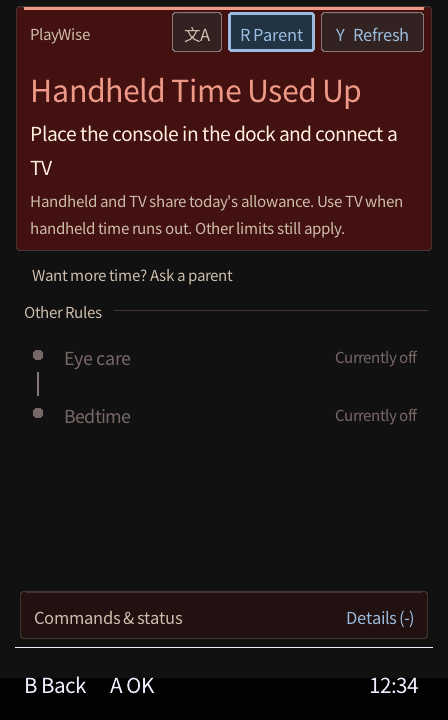 PlayWise
文A
R Parent
Y Refresh
Handheld Time Used Up
Place the console in the dock and connect a
TV
Handheld and TV share today's allowance. Use TV when
handheld time runs out. Other limits still apply.
Want more time? Ask a parent
Other Rules
Eye care Currently off
Bedtime Currently off
Commands & status Details (-)
B Back A OK 12:34